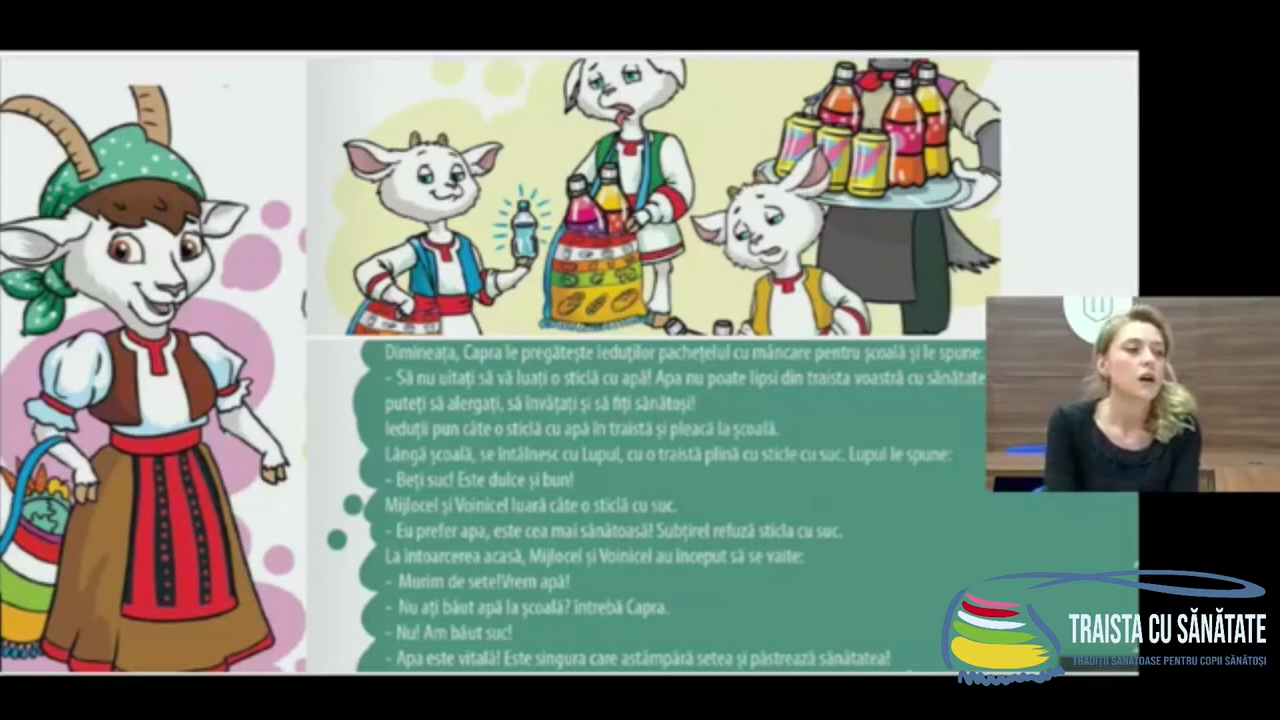 Dimineața, Capra le pregătește ieduților pachețelul cu mâncare pentru școală și le spune:
- Să nu uitați să vă luați o sticlă cu apă! Apa nu poate lipsi din traista voastră cu sănătate
puteți să alergați, să învățați și să fiți sănătoși!
Ieduții pun câte o sticlă cu apă în traistă și pleacă la școală.
Lângă școală, se întâlnesc cu Lupul, cu o traistă plină cu sticle cu suc. Lupul le spune:
- Beți suc! Este dulce și bun!
Mijlocel și Voinicel luară câte o sticlă cu suc.
- Eu prefer apa, este cea mai sănătoasă! Subțirel refuză sticla cu suc.
La întoarcerea acasă, Mijlocel și Voinicel au început să se vaite:
- Murim de sete!Vrem apă!
- Nu ați băut apă la școală? întrebă Capra.
- Nu! Am băut suc!
- Apa este vitală! Este singura care astâmpără setea și păstrează sănătatea!
TRAISTA CU SĂNĂTATE
TRADIȚII SĂNĂTOASE PENTRU COPII SĂNĂTOȘI